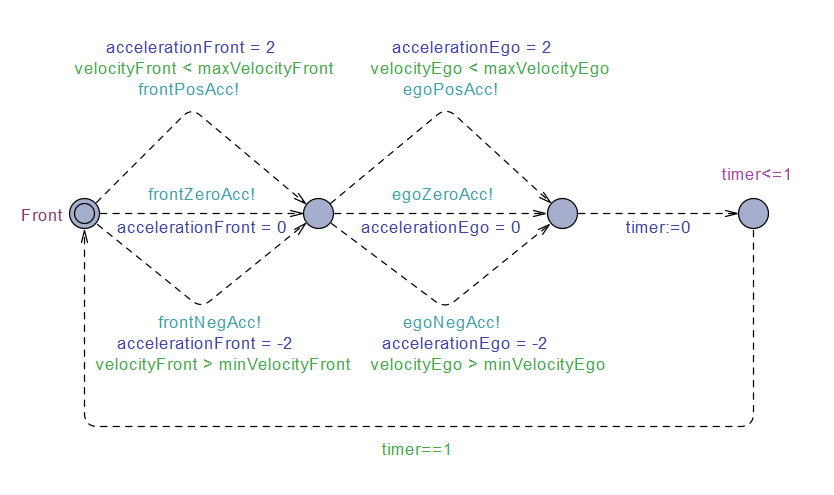 accelerationFront = 2
velocityFront < maxVelocityFront
frontPosAcc!
accelerationEgo = 2
velocityEgo < maxVelocityEgo
egoPosAcc!
timer<=1
frontZeroAcc!
egoZeroAcc!
Front
accelerationFront = 0
accelerationEgo = 0
timer:=0
frontNegAcc!
accelerationFront = -2
velocityFront > minVelocityFront
egoNegAcc!
accelerationEgo = -2
velocityEgo > minVelocityEgo
timer==1